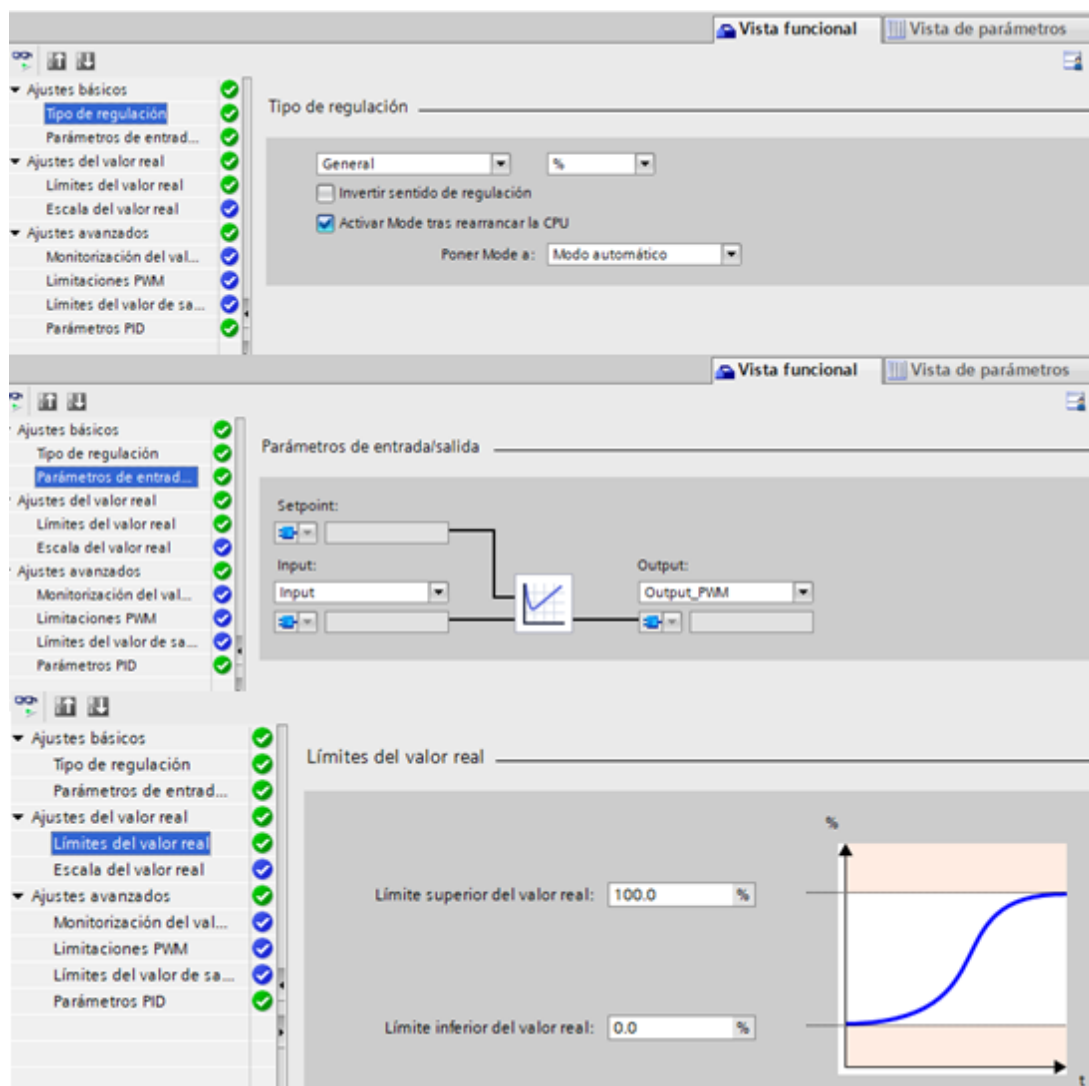 Vista funcional Vista de parámetros
Ajustes básicos
Tipo de regulación
Parámetros de entrad...
Ajustes del valor real
Límites del valor real
Escala del valor real
Ajustes avanzados
Monitorización del val...
Limitaciones PWM
Límites del valor de sa...
Parámetros PID
Tipo de regulación
General %
Invertir sentido de regulación
Activar Mode tras rearrancar la CPU
Poner Mode a: Modo automático
Vista funcional Vista de parámetros
Ajustes básicos
Tipo de regulación
Parámetros de entrad...
Ajustes del valor real
Límites del valor real
Escala del valor real
Ajustes avanzados
Monitorización del val...
Limitaciones PWM
Límites del valor de sa...
Parámetros PID
Parámetros de entrada/salida
Setpoint:
Input:
Input
Output:
Output_PWM
Ajustes básicos
Tipo de regulación
Parámetros de entrad...
Ajustes del valor real
Límites del valor real
Escala del valor real
Ajustes avanzados
Monitorización del val...
Limitaciones PWM
Límites del valor de sa...
Parámetros PID
Límites del valor real
%
Límite superior del valor real: 100.0 %
Límite inferior del valor real: 0.0 %
t